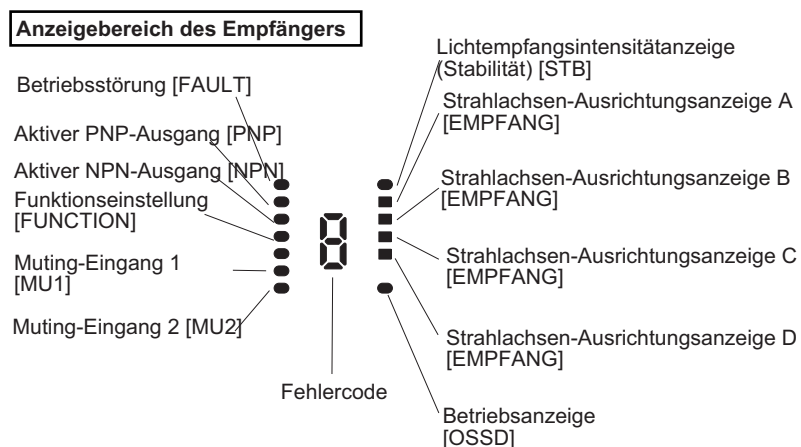 Anzeigebereich des Empfängers
Betriebsstörung [FAULT]
Aktiver PNP-Ausgang [PNP]
Aktiver NPN-Ausgang [NPN]
Funktionseinstellung
[FUNCTION]
Muting-Eingang 1
[MU1]
Muting-Eingang 2 [MU2]
8
Fehlercode
Lichtempfangsintensitätanzeige
(Stabilität) [STB]
Strahlachsen-Ausrichtungsanzeige A
[EMPFANG]
Strahlachsen-Ausrichtungsanzeige B
[EMPFANG]
Strahlachsen-Ausrichtungsanzeige C
[EMPFANG]
Strahlachsen-Ausrichtungsanzeige D
[EMPFANG]
Betriebsanzeige
[OSSD]